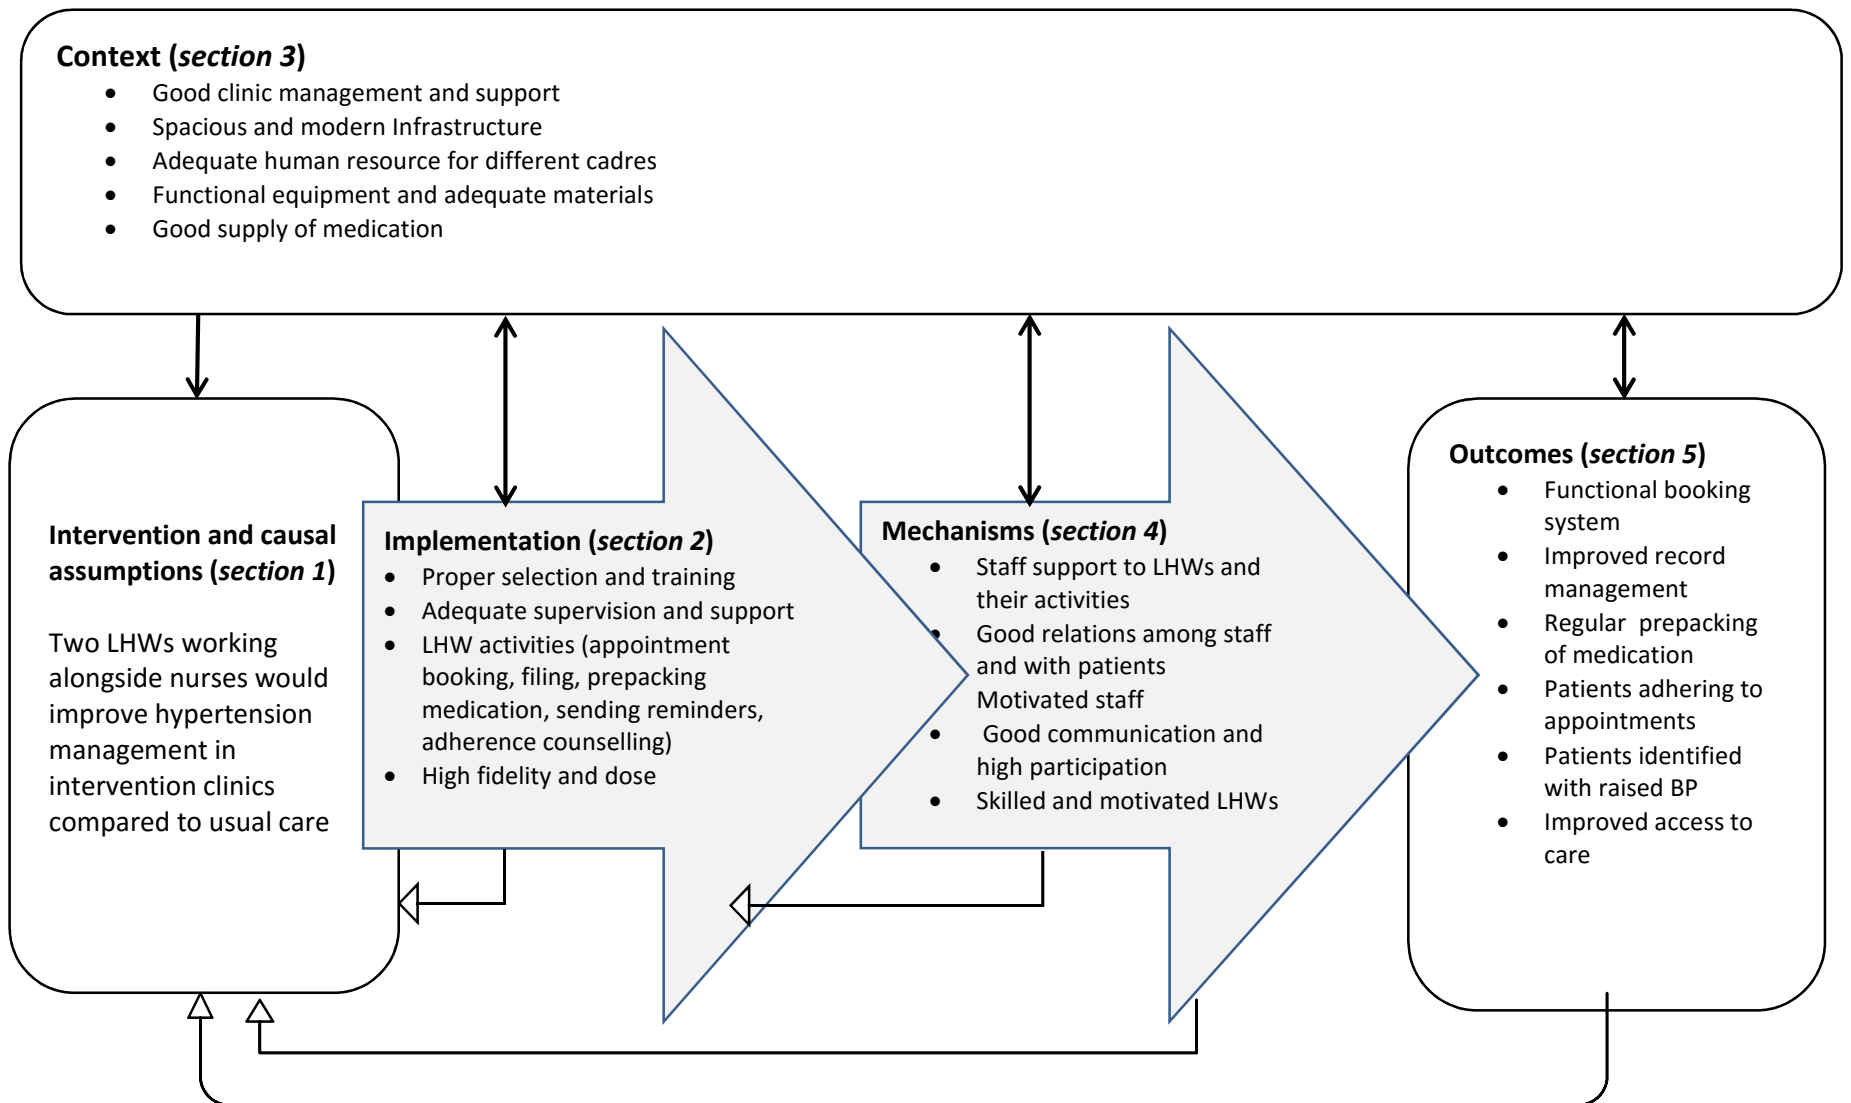 Context (section 3)
• Good clinic management and support
• Spacious and modern Infrastructure
• Adequate human resource for different cadres
• Functional equipment and adequate materials
• Good supply of medication
Intervention and causal
assumptions (section 1)
Two LHWs working
alongside nurses would
improve hypertension
management in
intervention clinics
compared to usual care
Implementation (section 2)
• Proper selection and training
• Adequate supervision and support
• LHW activities (appointment
booking, filing, prepacking
medication, sending reminders,
adherence counselling)
• High fidelity and dose
Mechanisms (section 4)
• Staff support to LHWs and
their activities
• Good relations among staff
and with patients
Motivated staff
• Good communication and
high participation
• Skilled and motivated LHWs
Outcomes (section 5)
• Functional booking
system
• Improved record
management
• Regular prepacking
of medication
• Patients adhering to
appointments
• Patients identified
with raised BP
• Improved access to
care